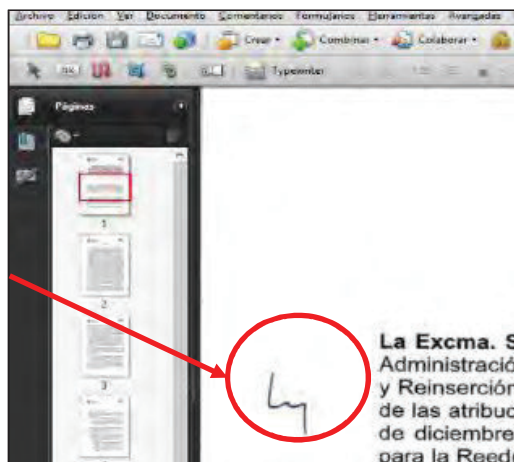 Archivo Edición Ver Documento Comentarios Formularios Herramientas Avanzadas
Crear Combinar Colaborar
Typewriter
Páginas
1
2
3
La Excma. S
Administració
y Reinserción
de las atribuc
de diciembre
para la Reed